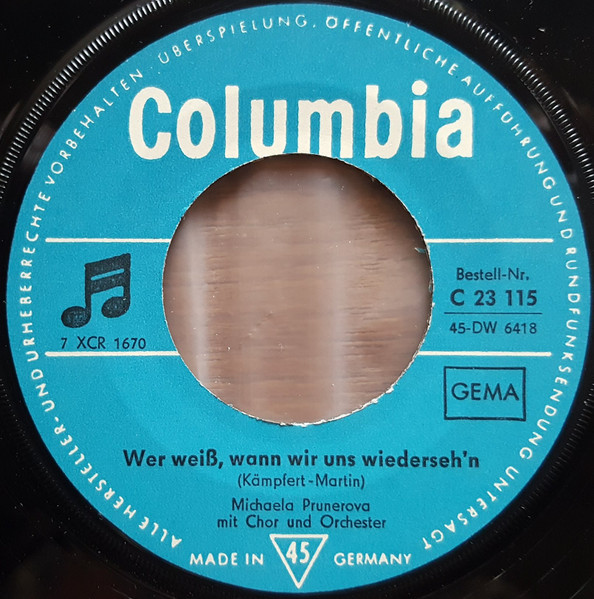 ALLE HERSTELLER- UND URHEBERRECHTE VORBEHALTEN. ÜBERSPIELUNG, ÖFFENTLICHE AUFFÜHRUNG UND RUNDFUNKSENDUNG UNTERSAGT
Columbia
7 XCR 1670
Bestell-Nr.
C 23 115
45-DW 6418
GEMA
Wer weiß, wann wir uns wiederseh'n
(Kämpfert-Martin)
Michaela Prunerova
mit Chor und Orchester
MADE IN 45 GERMANY